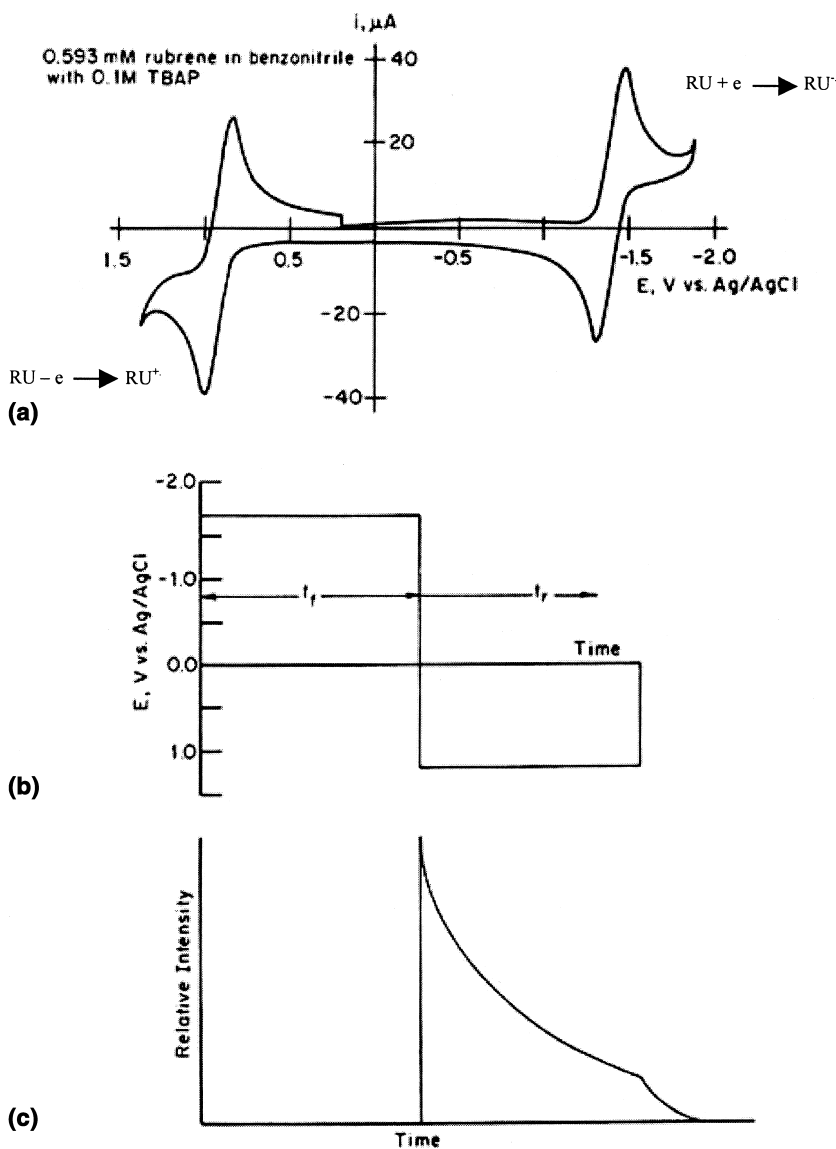 i, μA
0.593 mM rubrene in benzonitrile
with 0.1M TBAP
40
RU + e → RU⁻·
20
1.5
0.5
-0.5
-1.5
-2.0
E, V vs. Ag/AgCl
-20
RU – e → RU⁺·
-40
(a)
-2.0
-1.0
0.0
1.0
E, V vs. Ag/AgCl
t_f
t_r
Time
(b)
Relative Intensity
(c)
Time